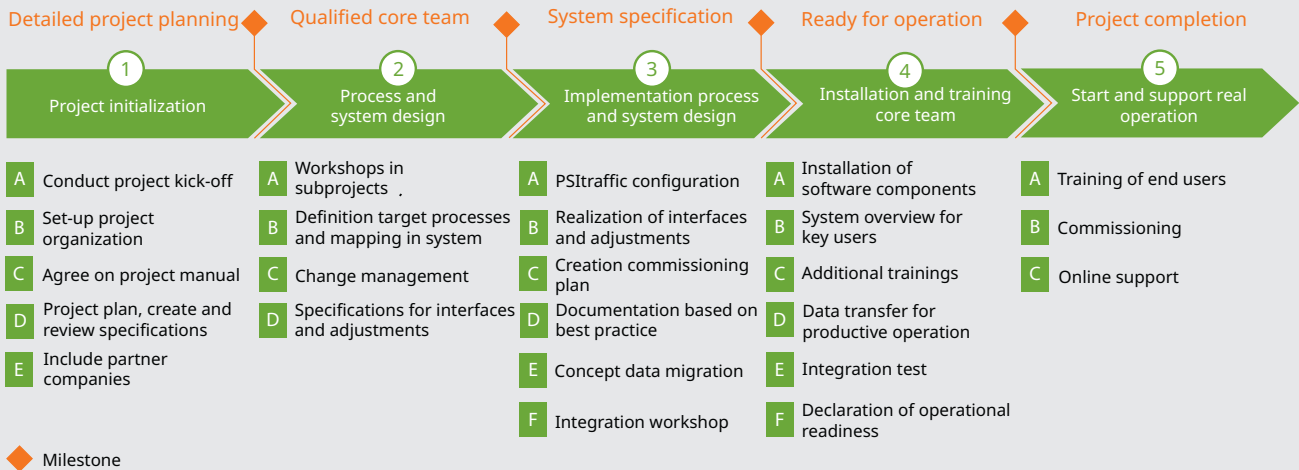 Detailed project planning
Qualified core team
System specification
Ready for operation
Project completion
1
Project initialization
2
Process and
system design
3
Implementation process
and system design
4
Installation and training
core team
5
Start and support real
operation
A Conduct project kick-off
B Set-up project
organization
C Agree on project manual
D Project plan, create and
review specifications
E Include partner
companies
A Workshops in
subprojects .
B Definition target processes
and mapping in system
C Change management
D Specifications for interfaces
and adjustments
A PSItraffic configuration
B Realization of interfaces
and adjustments
C Creation commissioning
plan
D Documentation based on
best practice
E Concept data migration
F Integration workshop
A Installation of
software components
B System overview for
key users
C Additional trainings
D Data transfer for
productive operation
E Integration test
F Declaration of operational
readiness
A Training of end users
B Commissioning
C Online support
Milestone